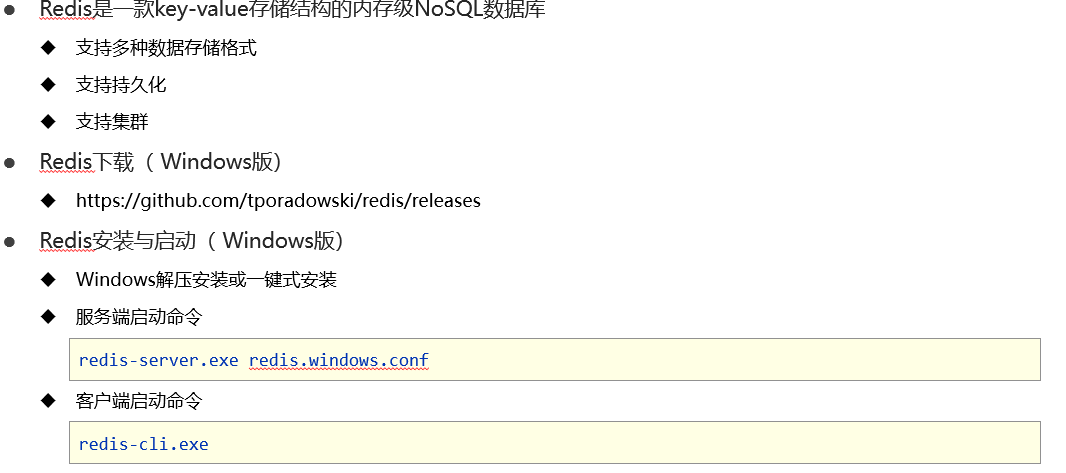 Redis是一款key-value存储结构的内存级NoSQL数据库
支持多种数据存储格式
支持持久化
支持集群
Redis下载（ Windows版）
https://github.com/tporadowski/redis/releases
Redis安装与启动（ Windows版）
Windows解压安装或一键式安装
服务端启动命令
redis-server.exe redis.windows.conf
客户端启动命令
redis-cli.exe